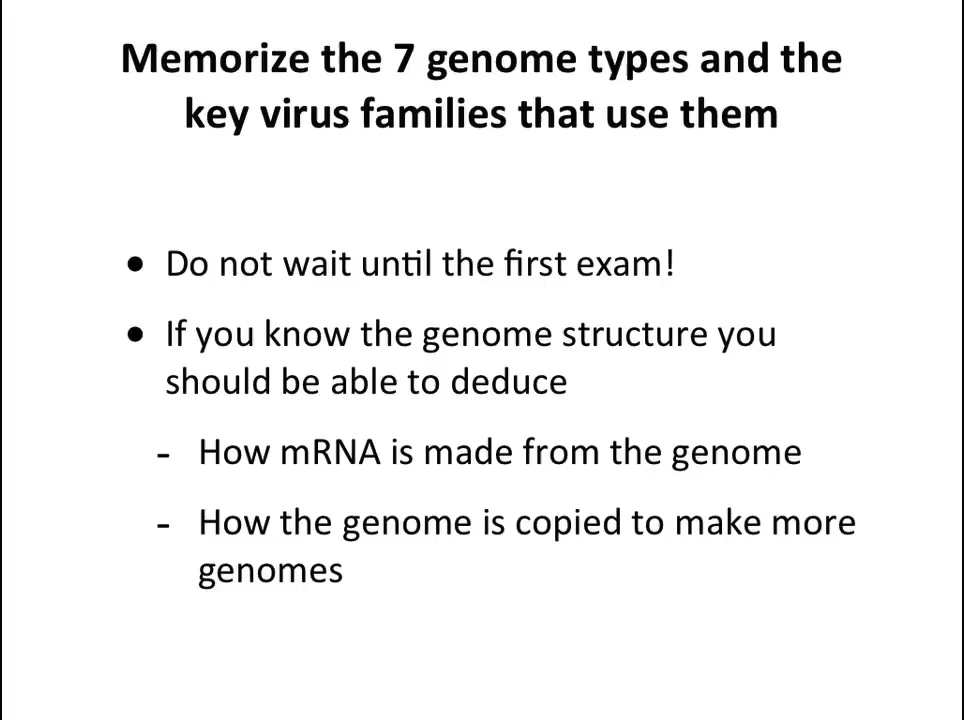 Memorize the 7 genome types and the
key virus families that use them
• Do not wait until the first exam!
• If you know the genome structure you
should be able to deduce
- How mRNA is made from the genome
- How the genome is copied to make more
genomes